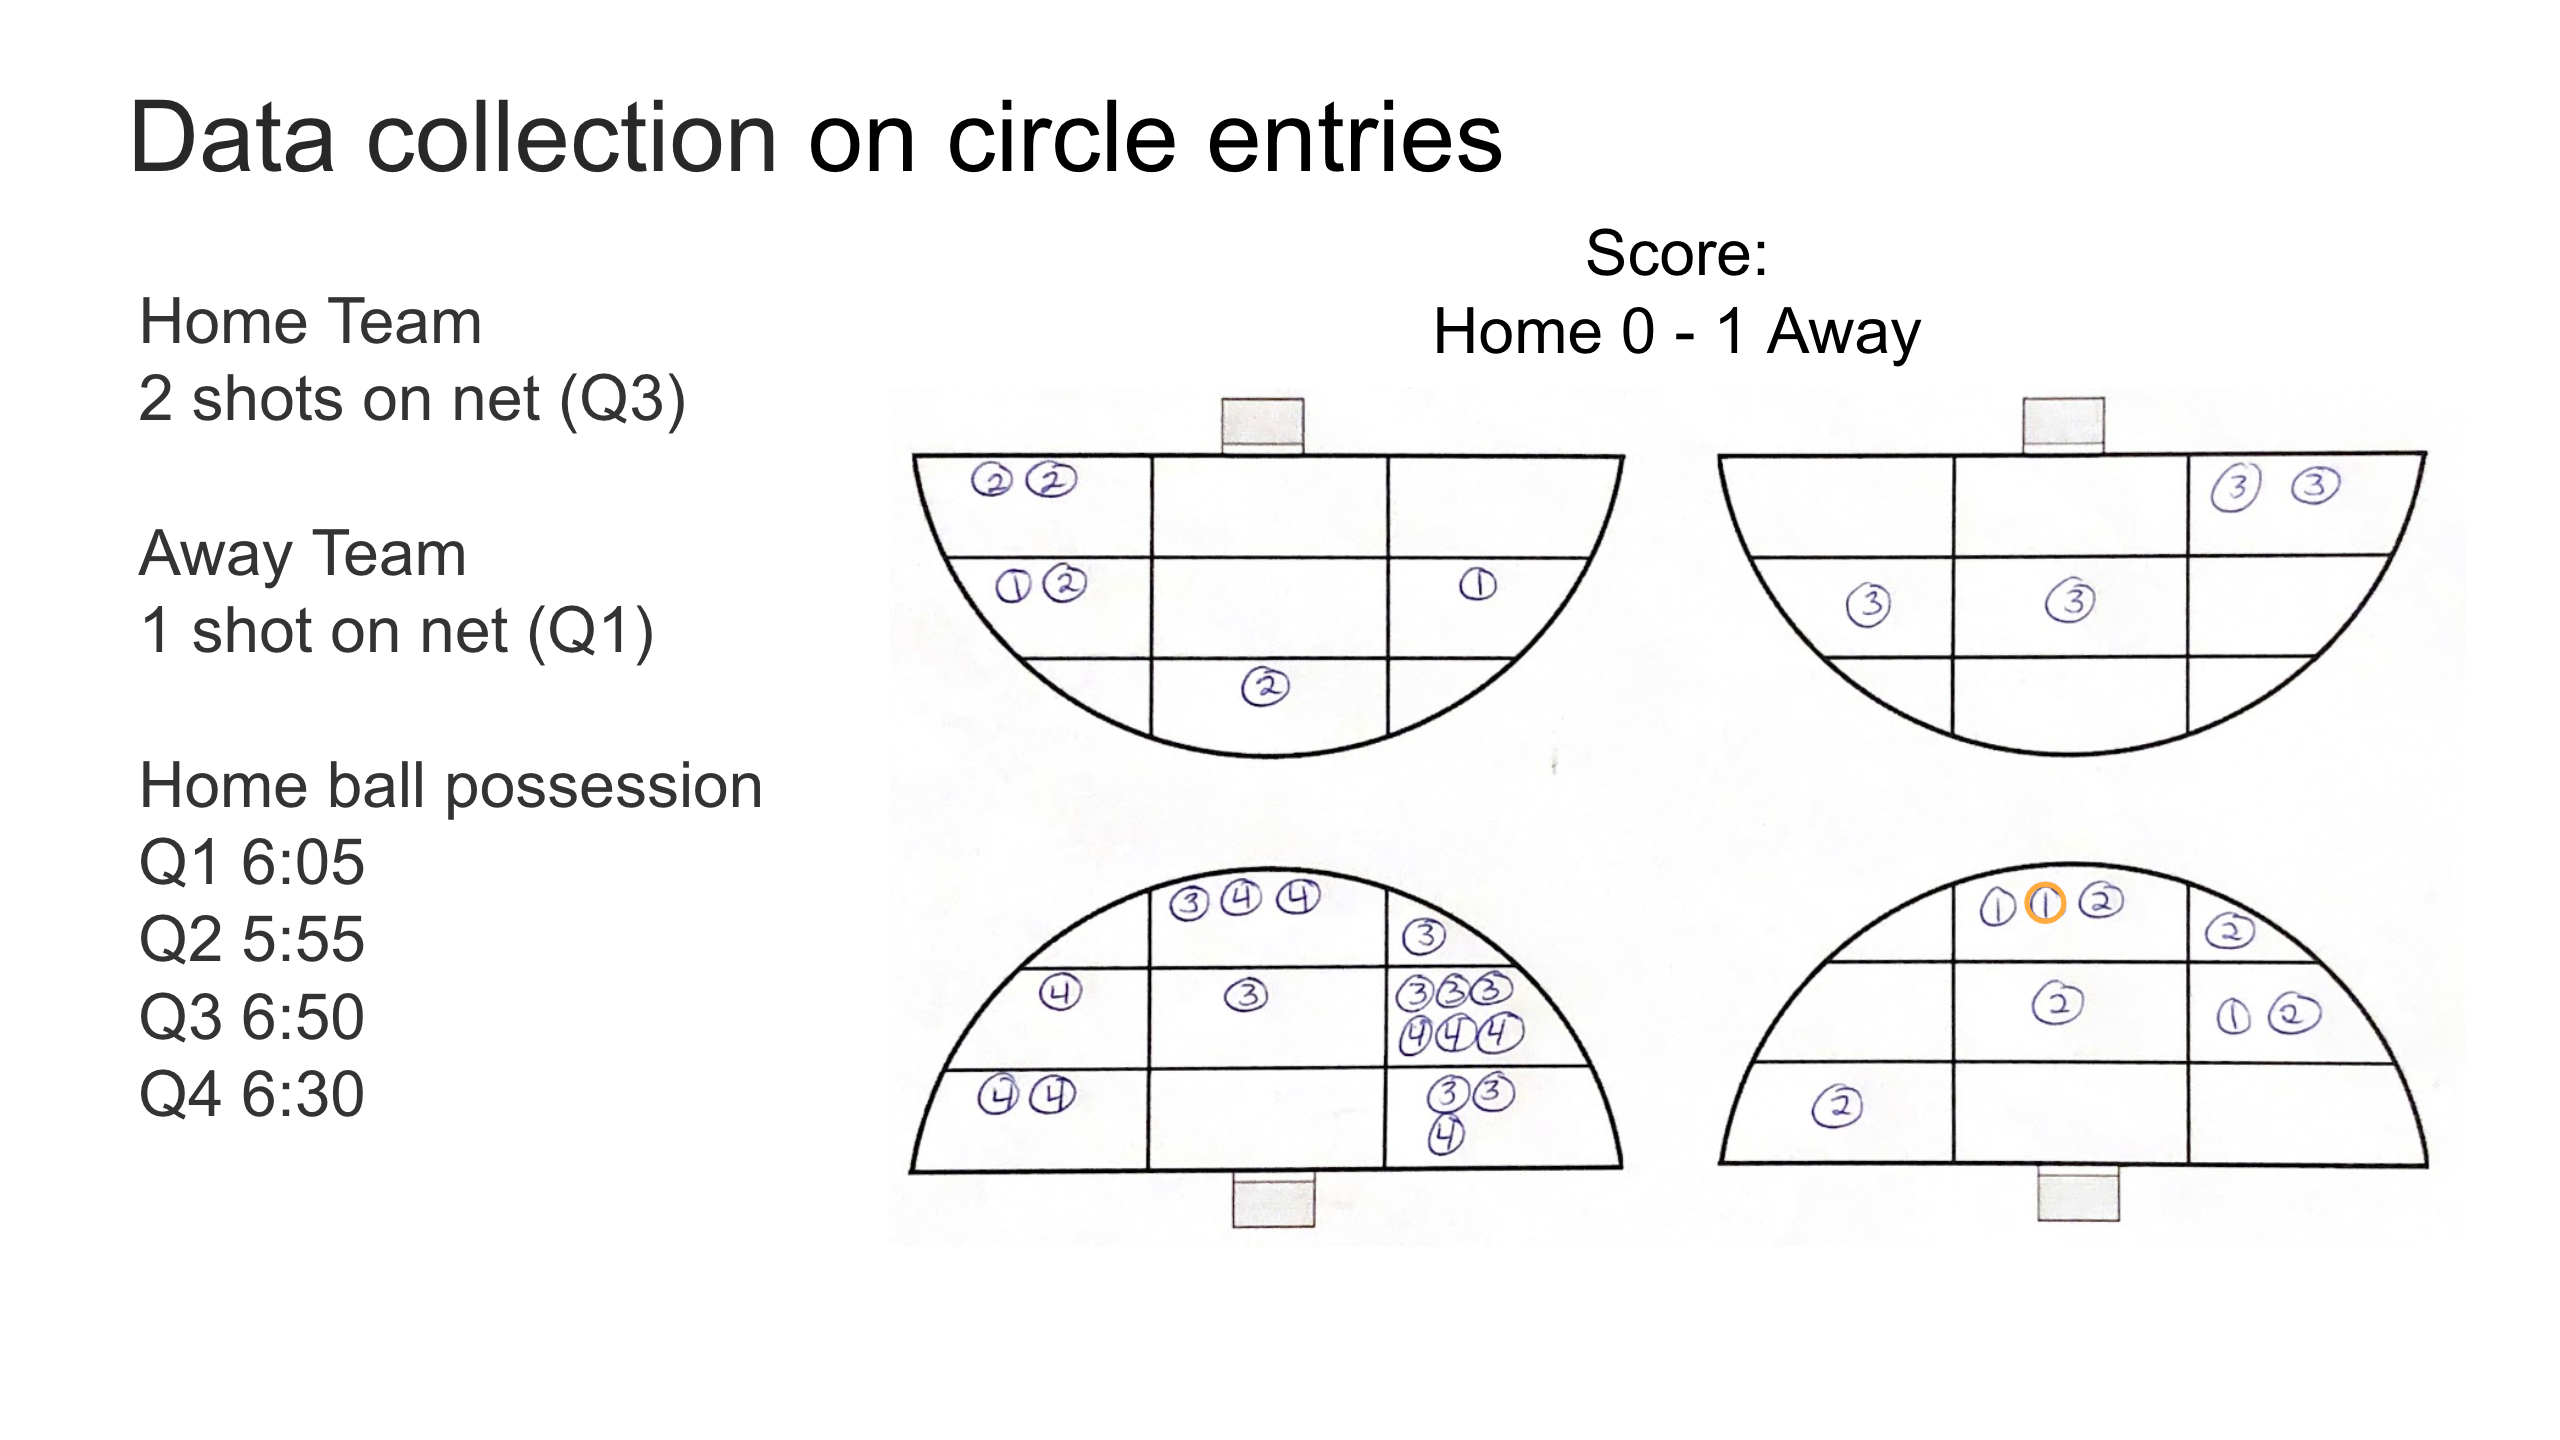 Data collection on circle entries
Score:
Home 0 - 1 Away
Home Team
2 shots on net (Q3)
Away Team
1 shot on net (Q1)
Home ball possession
Q1 6:05
Q2 5:55
Q3 6:50
Q4 6:30
2 2
1 2 1
2
3 3
3 3
3 4 4
3
4 3 3 3 3
4 4 4
4 4 3 3
4
1 1 2
2
2 1 2
2